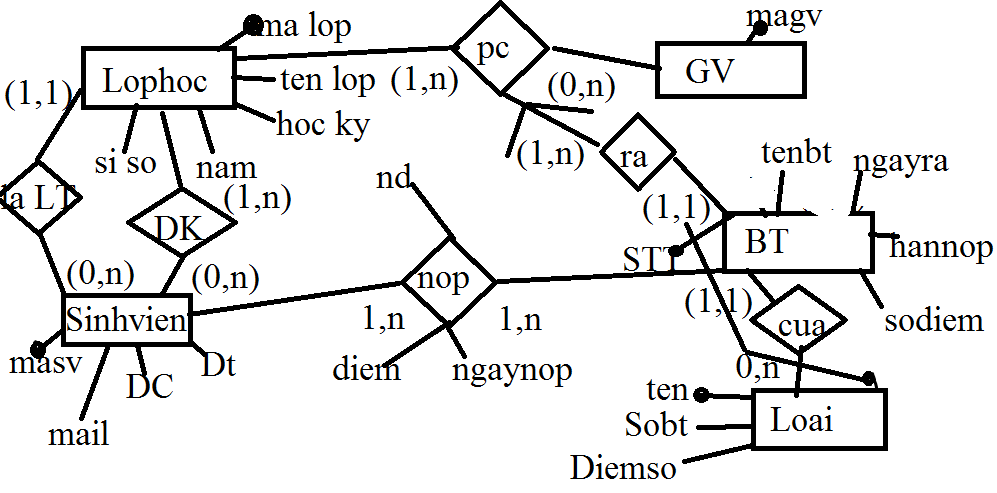 ma lop
magv
pc
Lophoc
(1,1)
ten lop
(1,n)
GV
(0,n)
hoc ky
si so
nam
(1,n)
ra
tenbt
ngayra
la LT
DK
(1,n)
nd
(1,1)
BT
hannop
STT
(0,n)
(0,n)
nop
(1,1)
cua
sodiem
Sinhvien
1,n
1,n
masv
DC
Dt
diem
ngaynop
0,n
mail
ten
Sobt
Loai
Diemso